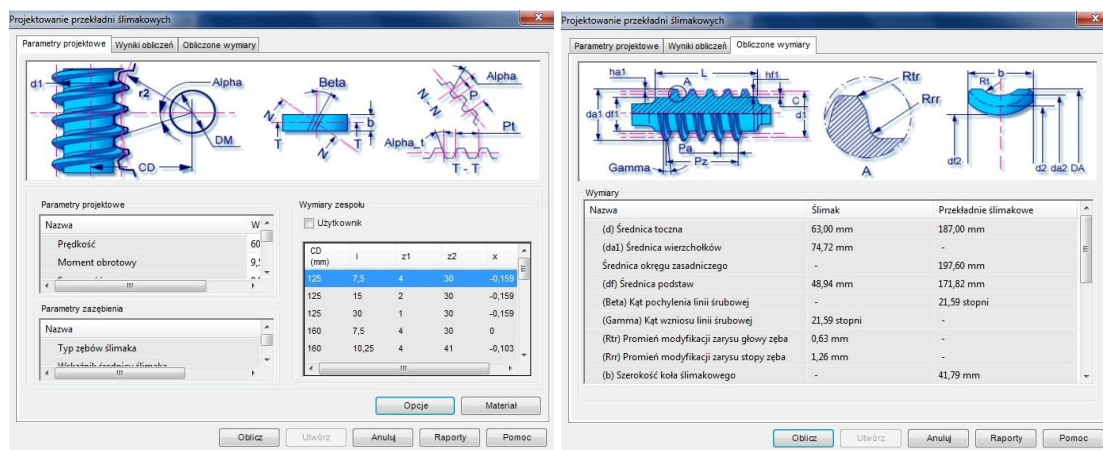 Projektowanie przekładni ślimakowych
Parametry projektowe Wyniki obliczeń Obliczone wymiary
d1 r2 Alpha DM CD
Beta N N T T b
Alpha N - N P Pt Alpha_t T - T
Parametry projektowe
Nazwa W
Prędkość 60
Moment obrotowy 9,
Parametry zazębienia
Nazwa
Typ zębów ślimaka
Wskaźnik średnicy ślimaka
Wymiary zespołu
Użytkownik
CD (mm) i z1 z2 x
125 7,5 4 30 -0,159
125 15 2 30 -0,159
125 30 1 30 -0,159
160 7,5 4 30 0
160 10,25 4 41 -0,103
Opcje Materiał
Oblicz Utwórz Anuluj Raporty Pomoc
Projektowanie przekładni ślimakowych
Parametry projektowe Wyniki obliczeń Obliczone wymiary
ha1 L A hf1 da1 df1 C d1 Pa Pz Gamma
Rtr Rrr A
b Rt df2 d2 da2 DA
Wymiary
Nazwa Ślimak Przekładnie ślimakowe
(d) Średnica toczna 63,00 mm 187,00 mm
(da1) Średnica wierzchołków 74,72 mm -
Średnica okręgu zasadniczego - 197,60 mm
(df) Średnica podstaw 48,94 mm 171,82 mm
(Beta) Kąt pochylenia linii śrubowej - 21,59 stopni
(Gamma) Kąt wzniosu linii śrubowej 21,59 stopni -
(Rtr) Promień modyfikacji zarysu głowy zęba 0,63 mm -
(Rrr) Promień modyfikacji zarysu stopy zęba 1,26 mm -
(b) Szerokość koła ślimakowego - 41,79 mm
Oblicz Utwórz Anuluj Raporty Pomoc